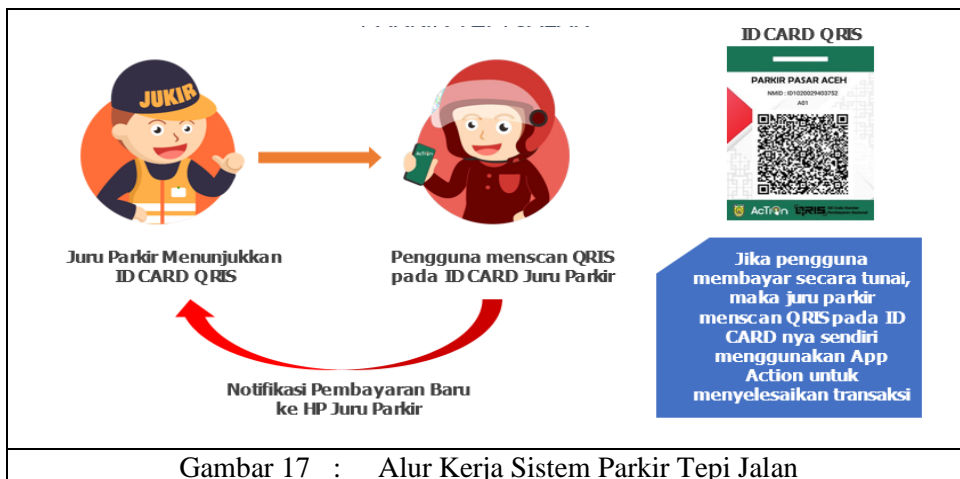 ID CARD QRIS
PARKIR PASAR ACEH
NMID : ID1020029403752
A01
JUKIR
AcTion
AcTion QRIS
Juru Parkir Menunjukkan
ID CARD QRIS
Pengguna menscan QRIS
pada ID CARD Juru Parkir
Notifikasi Pembayaran Baru
ke HP Juru Parkir
Jika pengguna
membayar secara tunai,
maka juru parkir
menscan QRIS pada ID
CARD nya sendiri
menggunakan App
Action untuk
menyelesaikan transaksi
Gambar 17 : Alur Kerja Sistem Parkir Tepi Jalan